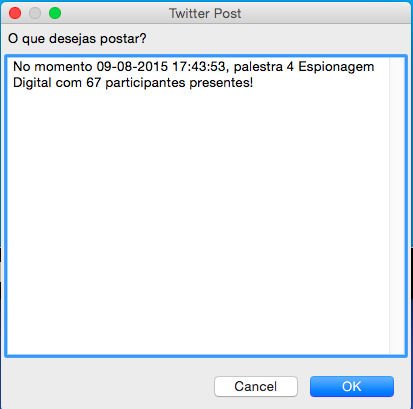 Twitter Post
O que desejas postar?
No momento 09-08-2015 17:43:53, palestra 4 Espionagem
Digital com 67 participantes presentes!
Cancel
OK